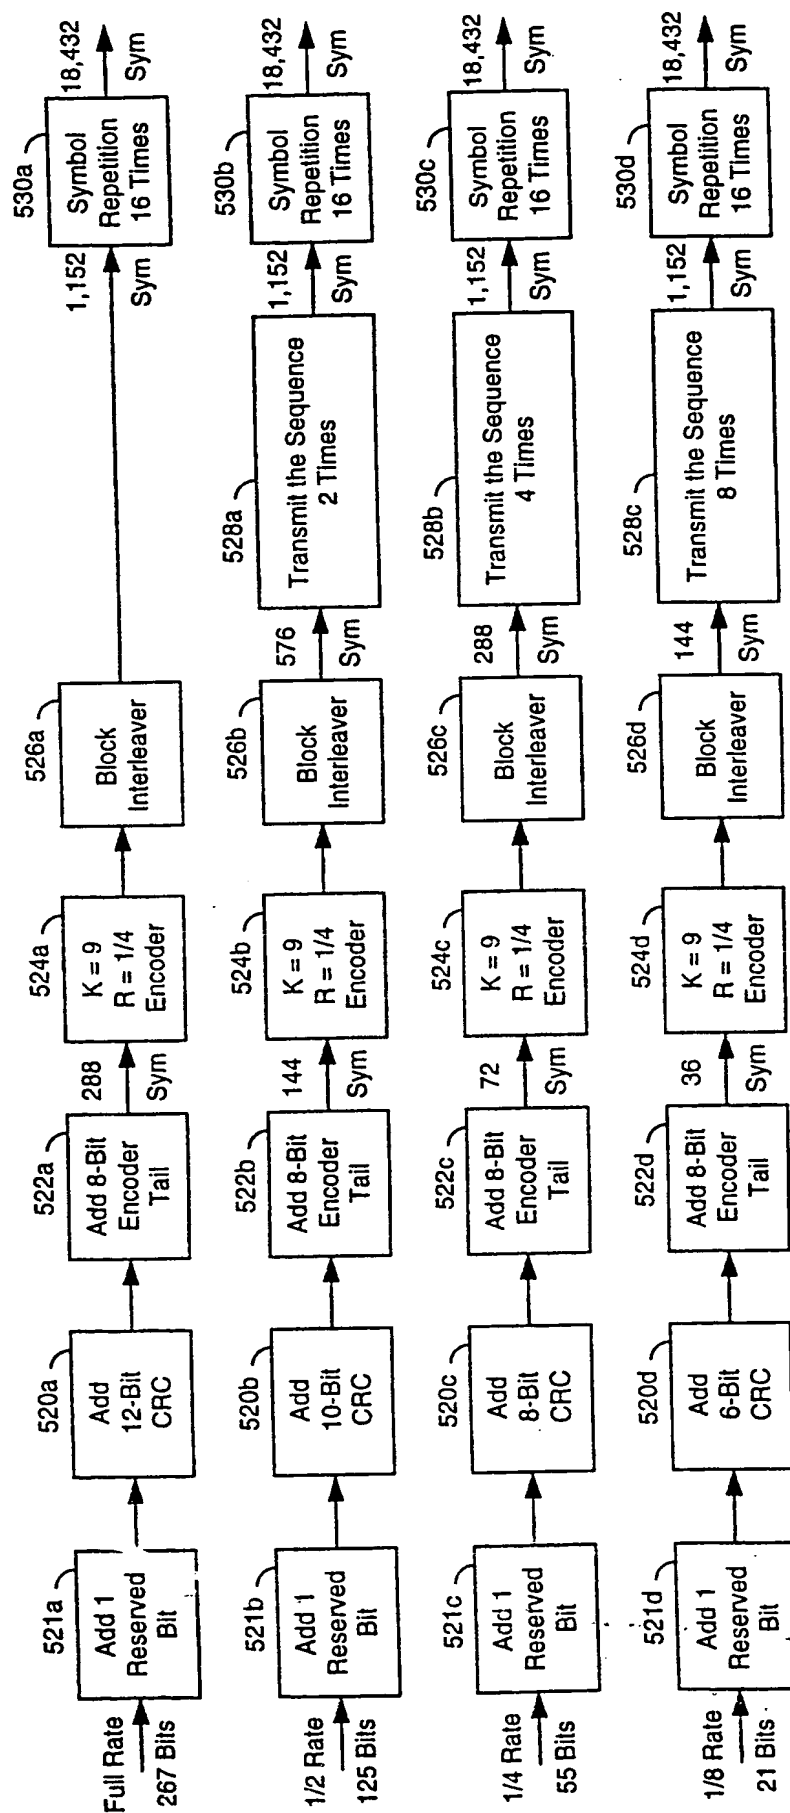 Full Rate
267 Bits
521a
Add 1
Reserved
Bit
520a
Add
12-Bit
CRC
522a
Add 8-Bit
Encoder
Tail
288
Sym
524a
K = 9
R = 1/4
Encoder
526a
Block
Interleaver
1,152
Sym
530a
Symbol
Repetition
16 Times
18,432
Sym
1/2 Rate
125 Bits
521b
Add 1
Reserved
Bit
520b
Add
10-Bit
CRC
522b
Add 8-Bit
Encoder
Tail
144
Sym
524b
K = 9
R = 1/4
Encoder
526b
Block
Interleaver
576
Sym
528a
Transmit the Sequence
2 Times
1,152
Sym
530b
Symbol
Repetition
16 Times
18,432
Sym
1/4 Rate
55 Bits
521c
Add 1
Reserved
Bit
520c
Add
8-Bit
CRC
522c
Add 8-Bit
Encoder
Tail
72
Sym
524c
K = 9
R = 1/4
Encoder
526c
Block
Interleaver
288
Sym
528b
Transmit the Sequence
4 Times
1,152
Sym
530c
Symbol
Repetition
16 Times
18,432
Sym
1/8 Rate
21 Bits
521d
Add 1
Reserved
Bit
520d
Add
6-Bit
CRC
522d
Add 8-Bit
Encoder
Tail
36
Sym
524d
K = 9
R = 1/4
Encoder
526d
Block
Interleaver
144
Sym
528c
Transmit the Sequence
8 Times
1,152
Sym
530d
Symbol
Repetition
16 Times
18,432
Sym